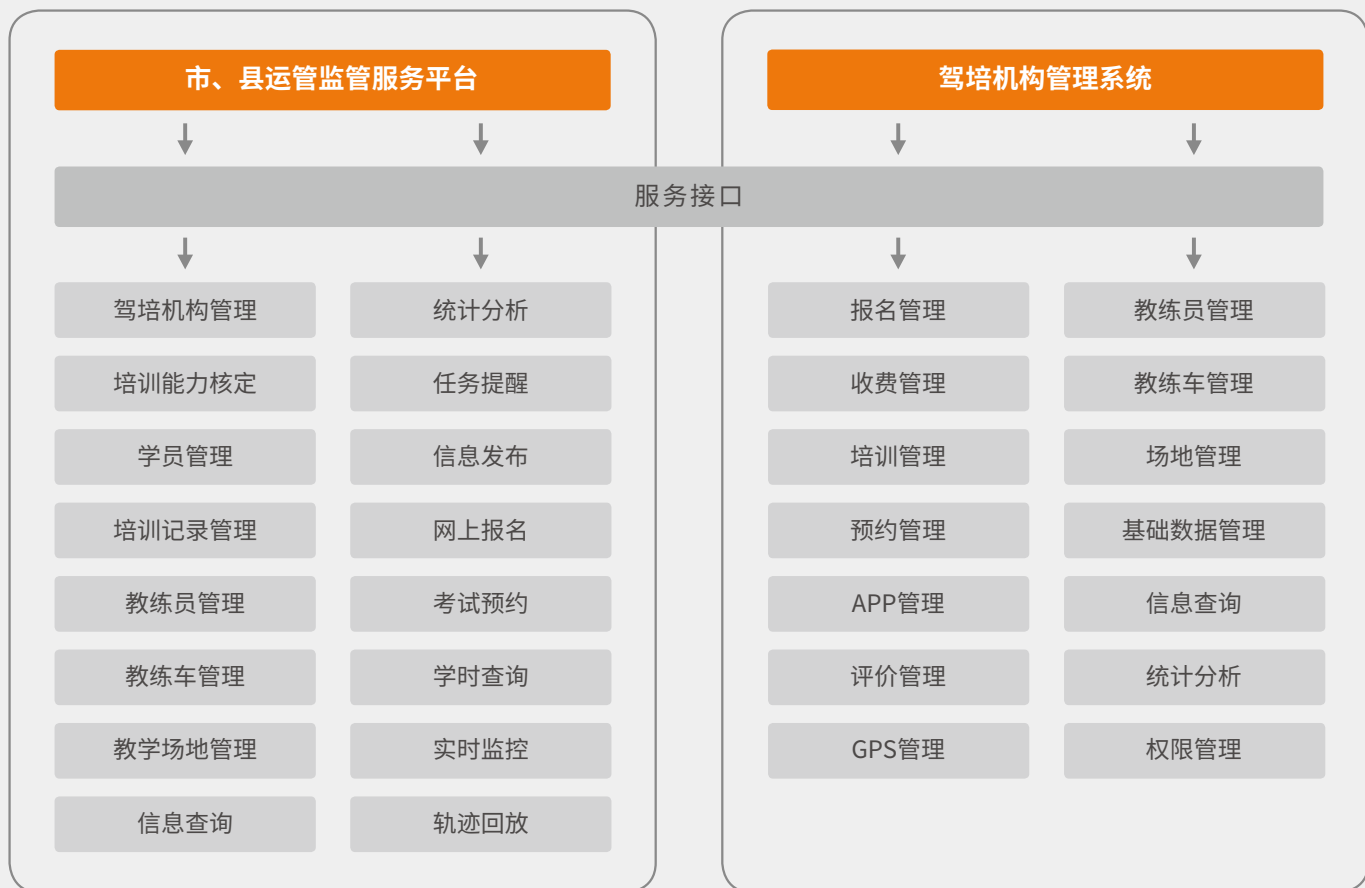 市、县运管监管服务平台
驾培机构管理系统
服务接口
驾培机构管理
统计分析
报名管理
教练员管理
培训能力核定
任务提醒
收费管理
教练车管理
学员管理
信息发布
培训管理
场地管理
培训记录管理
网上报名
预约管理
基础数据管理
教练员管理
考试预约
APP管理
信息查询
教练车管理
学时查询
评价管理
统计分析
教学场地管理
实时监控
GPS管理
权限管理
信息查询
轨迹回放